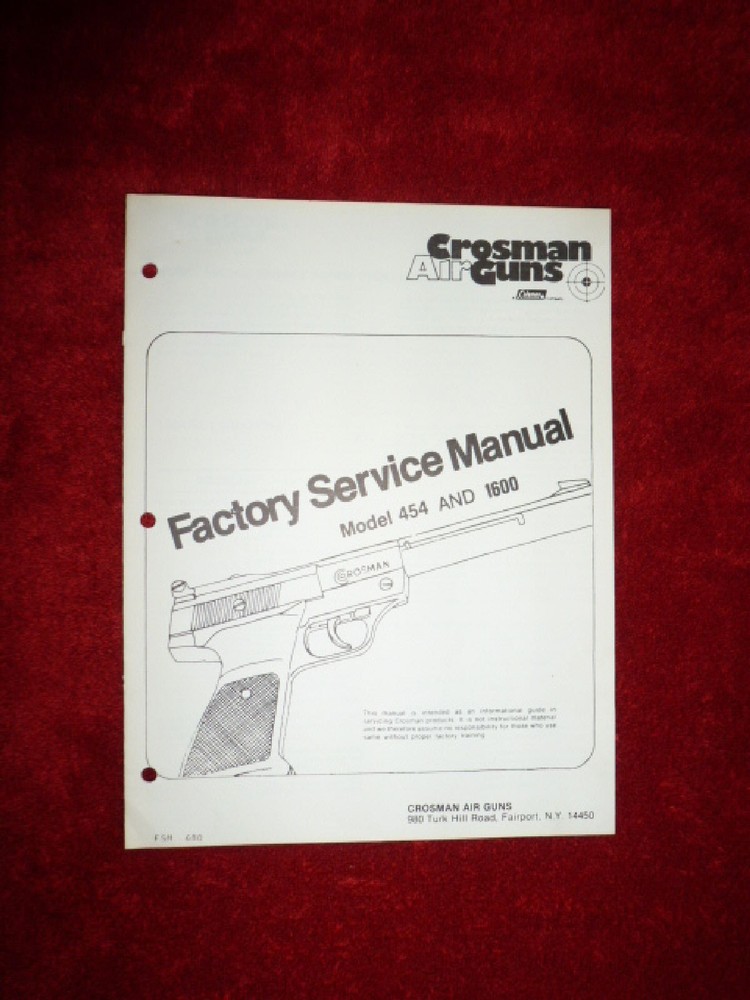 Crosman
AirGuns
Coleman
Factory Service Manual
Model 454 AND 1600
CROSMAN
This manual is intended as an informational guide in
servicing Crosman products. It is not instructional material
and we therefore assume no responsibility for those who use
same without proper factory training
CROSMAN AIR GUNS
980 Turk Hill Road, Fairport, N.Y. 14450
FSM 680